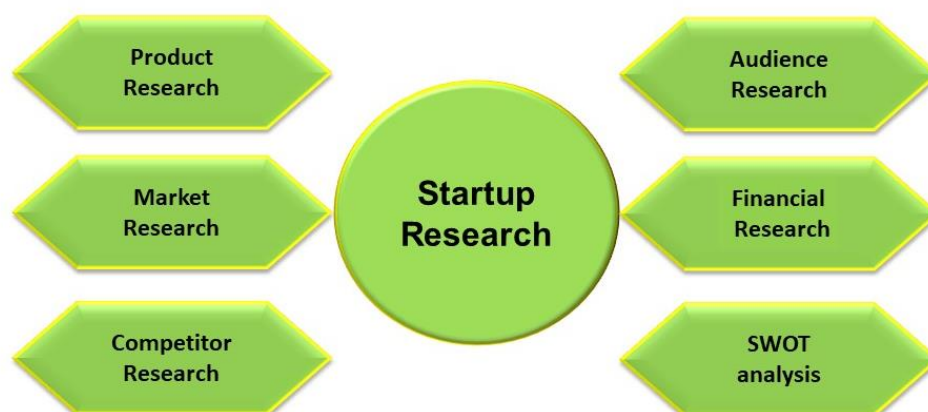 Product
Research
Market
Research
Competitor
Research
Startup
Research
Audience
Research
Financial
Research
SWOT
analysis